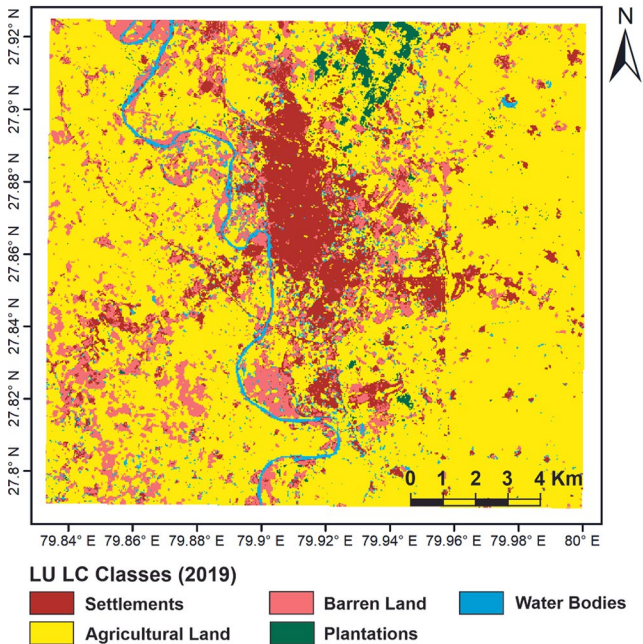 N
27.92° N
27.9° N
27.88° N
27.86° N
27.84° N
27.82° N
27.8° N
0 1 2 3 4 Km
79.84° E 79.86° E 79.88° E 79.9° E 79.92° E 79.94° E 79.96° E 79.98° E 80° E
LU LC Classes (2019)
Settlements Barren Land Water Bodies
Agricultural Land Plantations